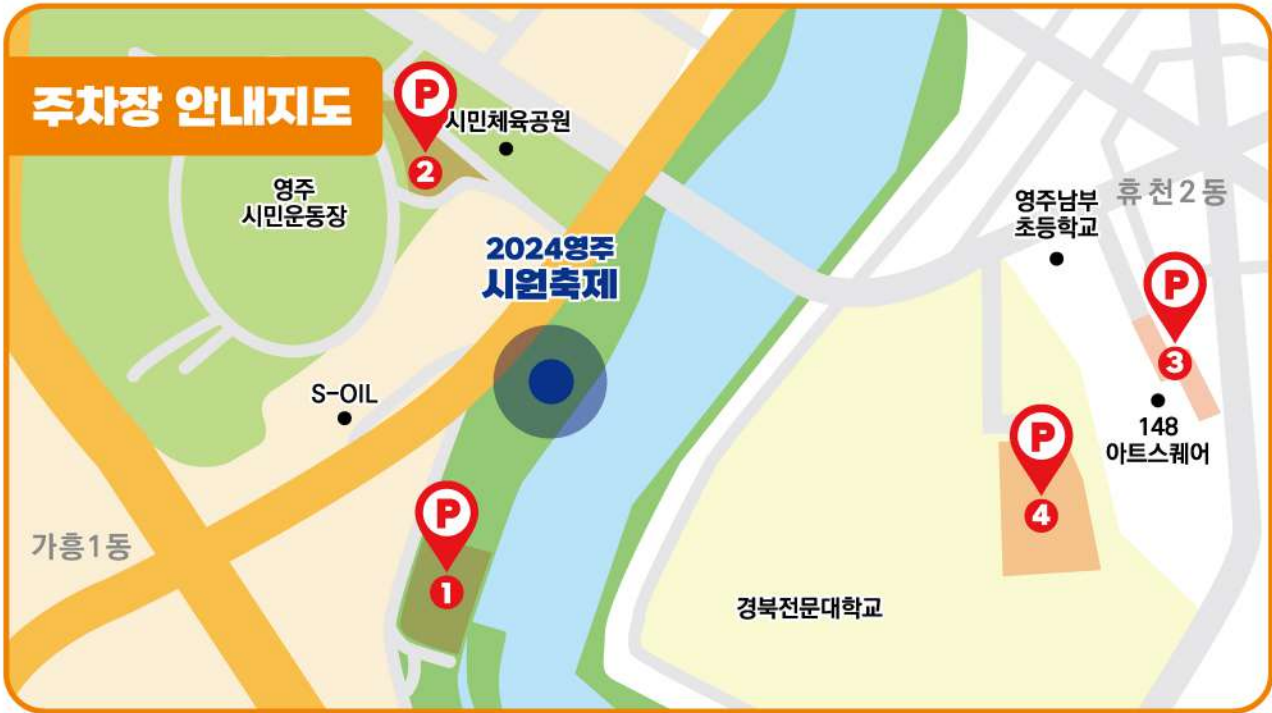 주차장 안내지도
P
2
시민체육공원
영주
시민운동장
2024영주
시원축제
영주남부
초등학교
휴천2동
P
3
S-OIL
148
아트스퀘어
P
4
P
1
가흥1동
경북전문대학교